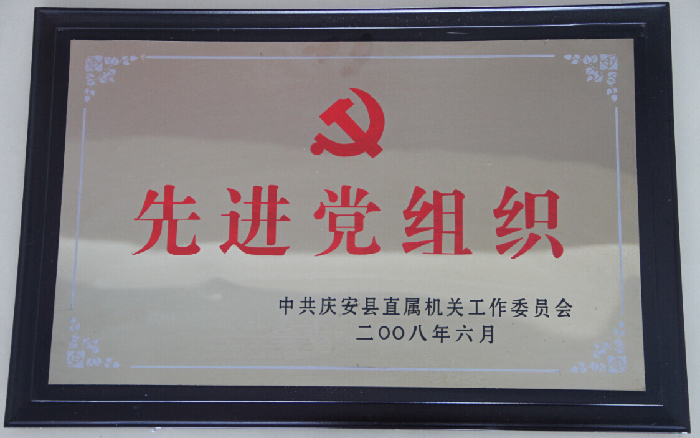 先进党组织
中共庆安县直属机关工作委员会
二〇〇八年六月